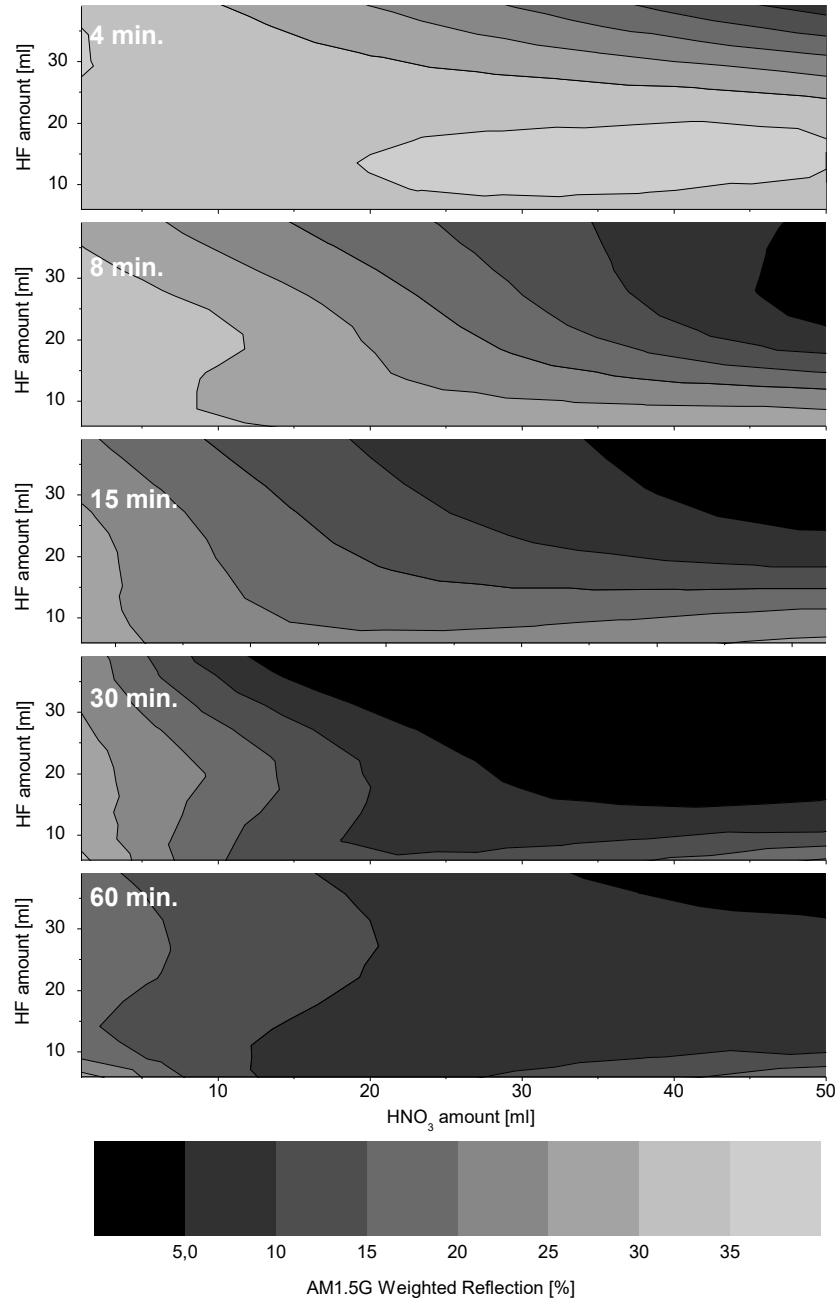 4 min.
30
20
10
HF amount [ml]
8 min.
30
20
10
HF amount [ml]
15 min.
30
20
10
HF amount [ml]
30 min.
30
20
10
HF amount [ml]
60 min.
30
20
10
HF amount [ml]
10 20 30 40 50
HNO₃ amount [ml]
5,0 10 15 20 25 30 35
AM1.5G Weighted Reflection [%]